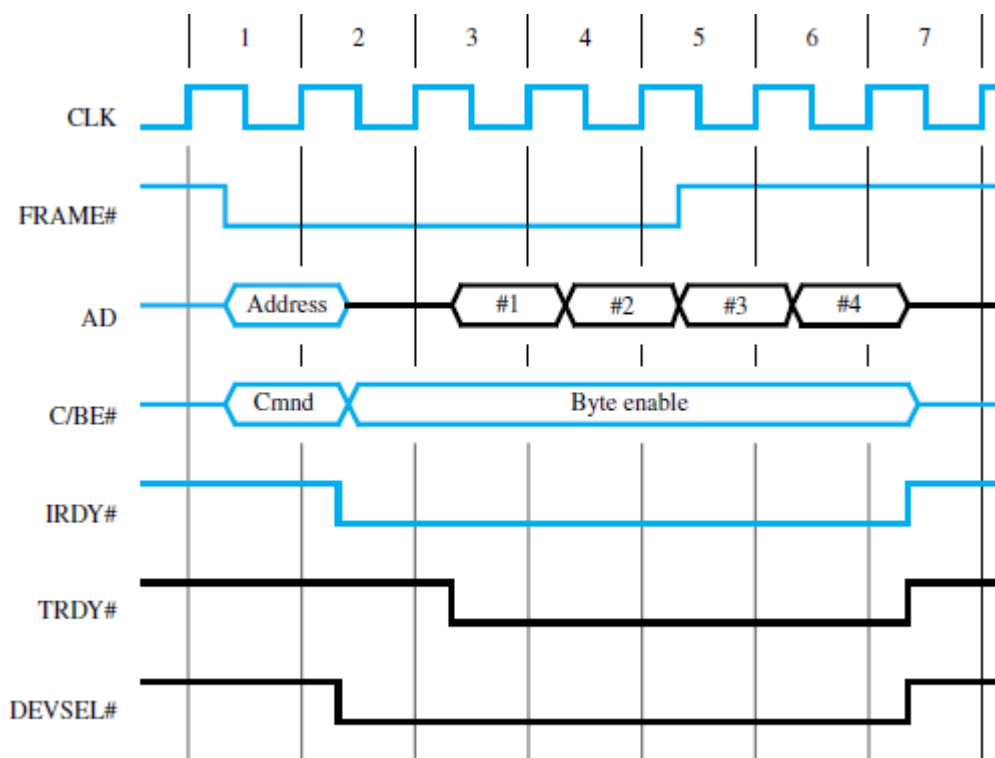 1 2 3 4 5 6 7
CLK
FRAME#
AD Address #1 #2 #3 #4
C/BE# Cmnd Byte enable
IRDY#
TRDY#
DEVSEL#